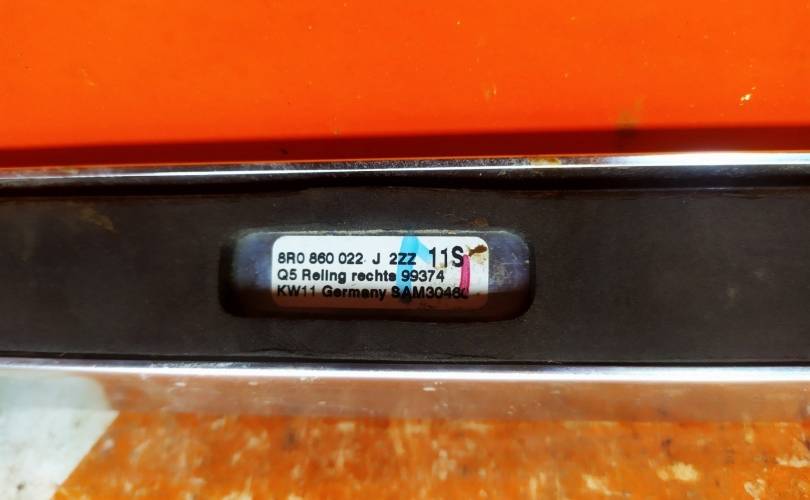 8R0 860 022 J 2ZZ 11S
Q5 Reling rechts 99374
KW11 Germany